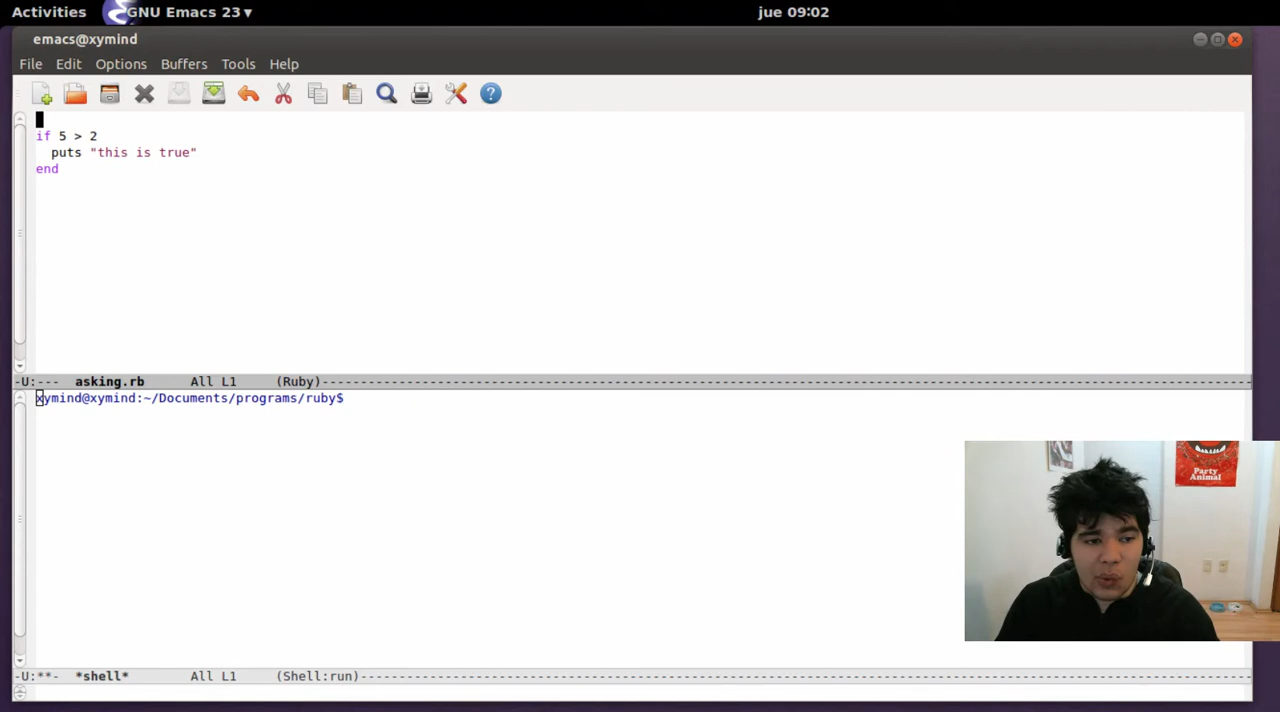 Activities GNU Emacs 23 ▾ jue 09:02
emacs@xymind
File Edit Options Buffers Tools Help
if 5 > 2
  puts "this is true"
end
-U:--- asking.rb All L1 (Ruby)
xymind@xymind:~/Documents/programs/ruby$
Party
Animal
-U:**- *shell* All L1 (Shell:run)